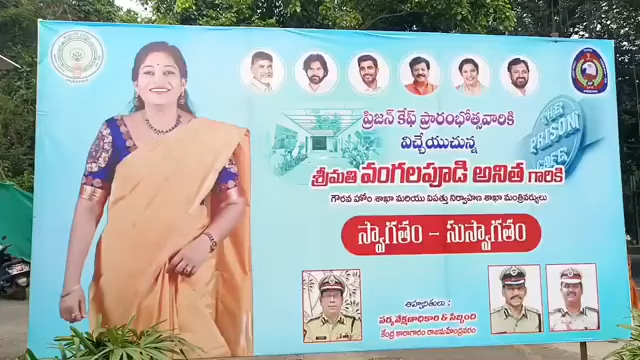 ప్రిజన్ కేఫ్ ప్రారంభోత్సవానికి
విచ్చేయుచున్న
శ్రీమతి వంగలపూడి అనిత గారికి
గౌరవ హోం శాఖా మరియు విపత్తు నిర్వాహణ శాఖా మంత్రివర్యులు
స్వాగతం - సుస్వాగతం
THE
PRISON
CAFE
ఆహ్వానితులు :
పర్యవేక్షణాధికారి & సిబ్బంది
కేంద్ర కారాగారం రాజమహేంద్రవరం